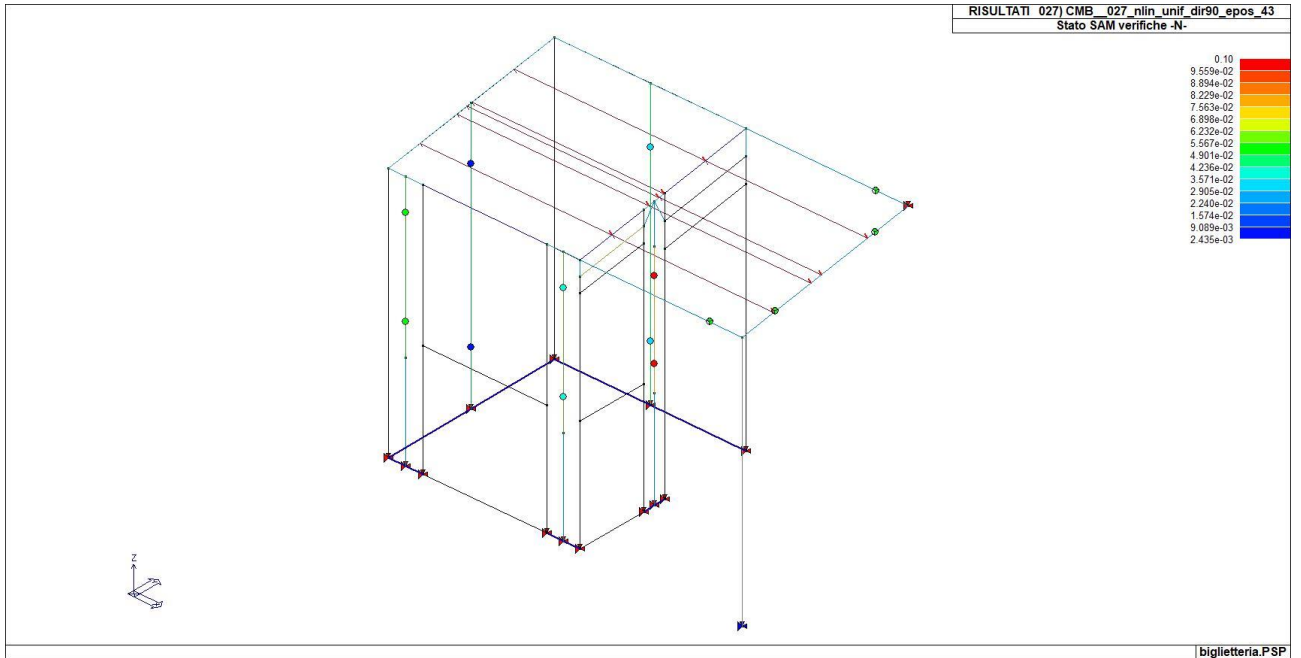 RISULTATI 027) CMB__027_nlin_unif_dir90_epos_43
Stato SAM verifiche -N-
0.10
9.559e-02
8.894e-02
8.229e-02
7.563e-02
6.898e-02
6.232e-02
5.567e-02
4.901e-02
4.236e-02
3.571e-02
2.905e-02
2.240e-02
1.574e-02
9.089e-03
2.435e-03
Z
biglietteria.PSP